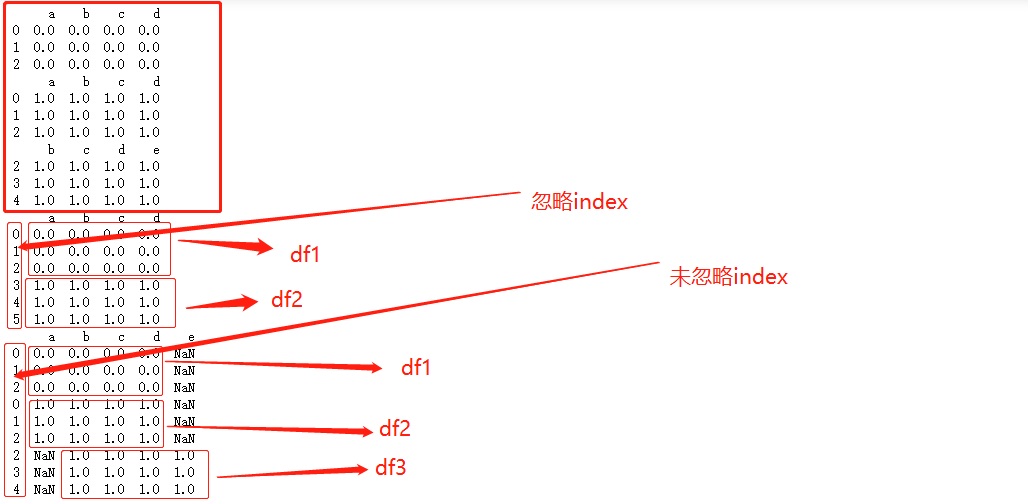 a b c d
0 0.0 0.0 0.0 0.0
1 0.0 0.0 0.0 0.0
2 0.0 0.0 0.0 0.0
a b c d
0 1.0 1.0 1.0 1.0
1 1.0 1.0 1.0 1.0
2 1.0 1.0 1.0 1.0
b c d e
2 1.0 1.0 1.0 1.0
3 1.0 1.0 1.0 1.0
4 1.0 1.0 1.0 1.0
忽略index
a b c d
0 0.0 0.0 0.0 0.0
1 0.0 0.0 0.0 0.0
df1
2 0.0 0.0 0.0 0.0
未忽略index
3 1.0 1.0 1.0 1.0
4 1.0 1.0 1.0 1.0
df2
5 1.0 1.0 1.0 1.0
a b c d e
0 0.0 0.0 0.0 0.0 NaN
1 0.0 0.0 0.0 0.0 NaN
df1
2 0.0 0.0 0.0 0.0 NaN
0 1.0 1.0 1.0 1.0 NaN
1 1.0 1.0 1.0 1.0 NaN
df2
2 1.0 1.0 1.0 1.0 NaN
2 NaN 1.0 1.0 1.0 1.0
3 NaN 1.0 1.0 1.0 1.0
df3
4 NaN 1.0 1.0 1.0 1.0